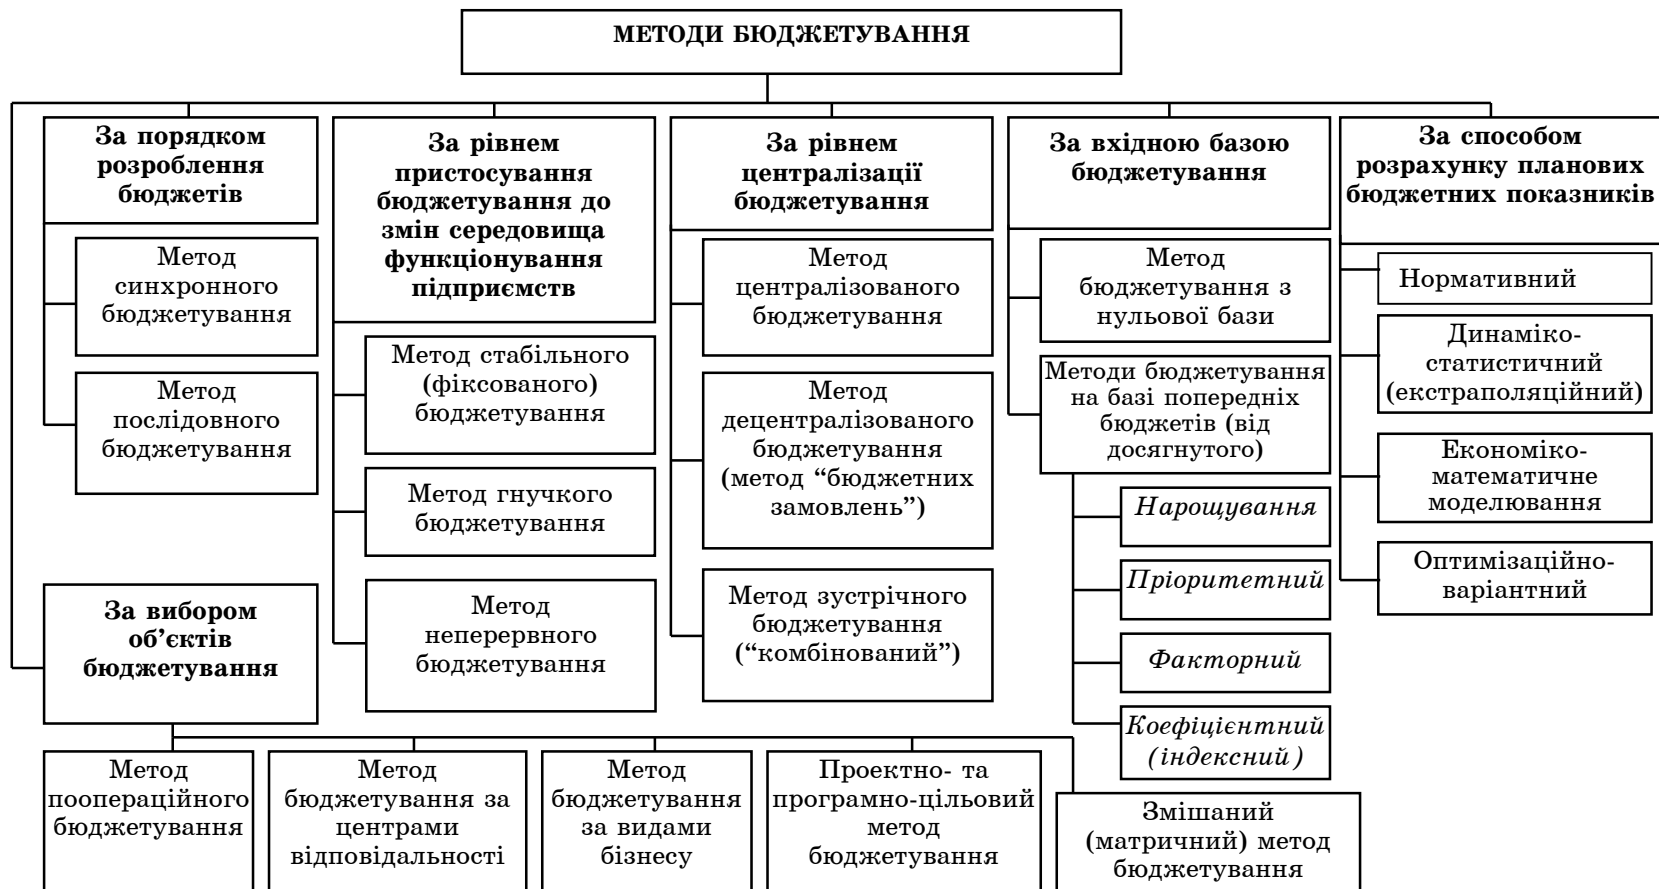 МЕТОДИ БЮДЖЕТУВАННЯ
За порядком
розроблення
бюджетів
Метод
синхронного
бюджетування
Метод
послідовного
бюджетування
За рівнем
пристосування
бюджетування до
змін середовища
функціонування
підприємств
Метод стабільного
(фіксованого)
бюджетування
Метод гнучкого
бюджетування
Метод
неперервного
бюджетування
За рівнем
централізації
бюджетування
Метод
централізованого
бюджетування
Метод
децентралізованого
бюджетування
(метод “бюджетних
замовлень”)
Метод зустрічного
бюджетування
(“комбінований”)
За вхідною базою
бюджетування
Метод
бюджетування з
нульової бази
Методи бюджетування
на базі попередніх
бюджетів (від
досягнутого)
Нарощування
Пріоритетний
Факторний
Коефіцієнтний
(індексний)
За способом
розрахунку планових
бюджетних показників
Нормативний
Динаміко-
статистичний
(екстраполяційний)
Економіко-
математичне
моделювання
Оптимізаційно-
варіантний
За вибором
об’єктів
бюджетування
Метод
поопераційного
бюджетування
Метод
бюджетування за
центрами
відповідальності
Метод
бюджетування
за видами
бізнесу
Проектно- та
програмно-цільовий
метод
бюджетування
Змішаний
(матричний) метод
бюджетування